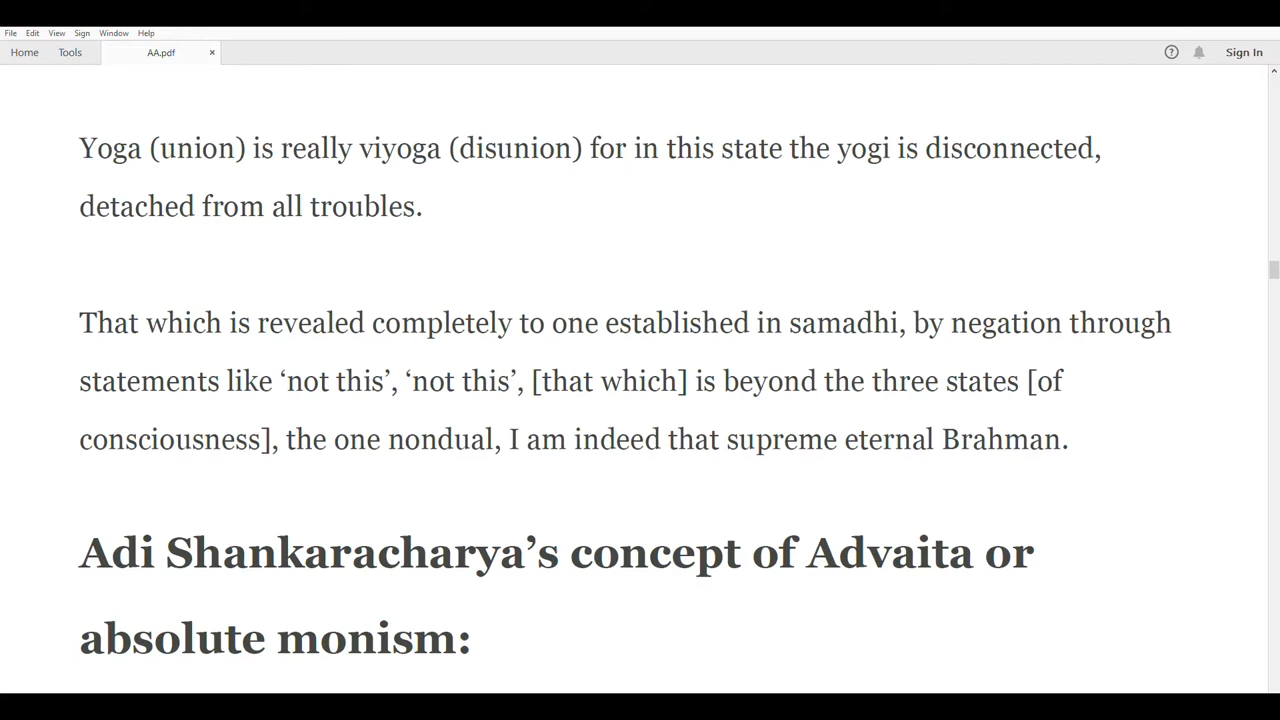 File Edit View Sign Window Help
Home Tools AA.pdf × ? Sign In
Yoga (union) is really viyoga (disunion) for in this state the yogi is disconnected,
detached from all troubles.
That which is revealed completely to one established in samadhi, by negation through
statements like ‘not this’, ‘not this’, [that which] is beyond the three states [of
consciousness], the one nondual, I am indeed that supreme eternal Brahman.
Adi Shankaracharya’s concept of Advaita or
absolute monism: